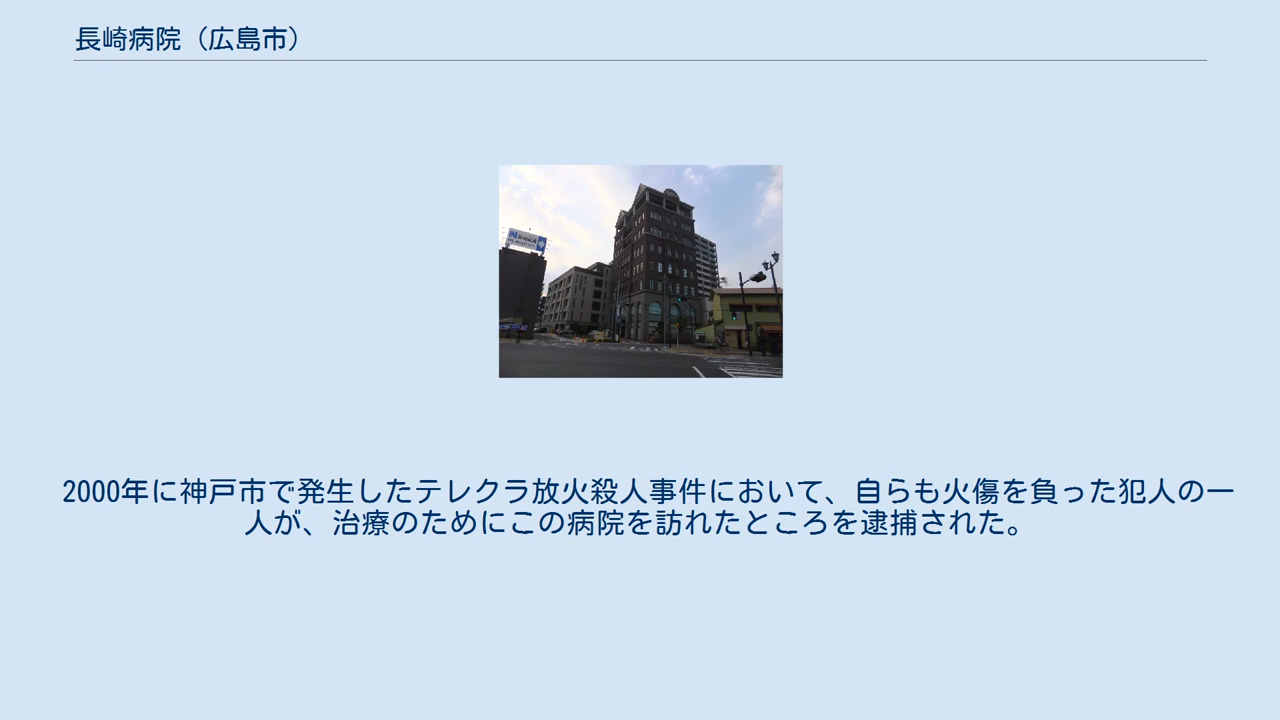 長崎病院（広島市）
2000年に神戸市で発生したテレクラ放火殺人事件において、自らも火傷を負った犯人の一
人が、治療のためにこの病院を訪れたところを逮捕された。